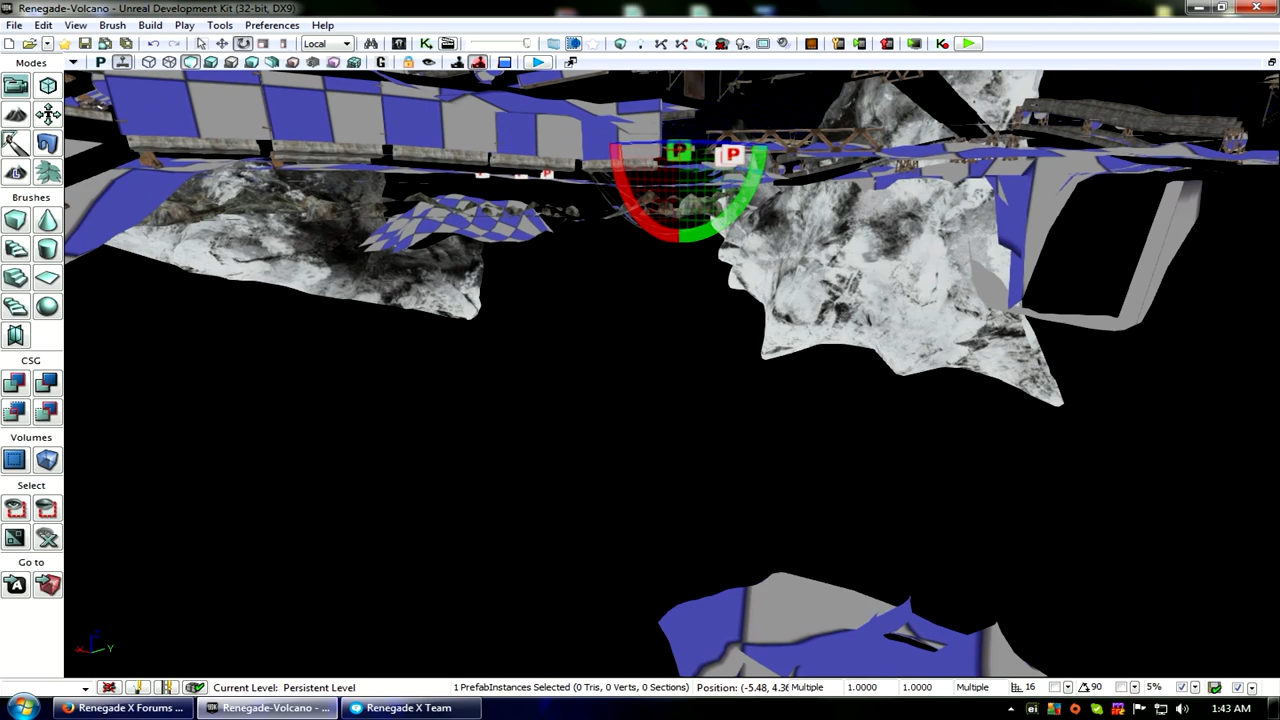 Renegade-Volcano - Unreal Development Kit (32-bit, DX9)
File Edit View Brush Build Play Tools Preferences Help
Local
K
K
P
G
Modes
L
Brushes
CSG
Volumes
Select
Go to
A
P
P
Y
Current Level: Persistent Level
1 PrefabInstances Selected (0 Tris, 0 Verts, 0 Sections)
Position: (-5.48, 4.36
Multiple
1.0000
1.0000
Multiple
16
90
5%
Renegade X Forums ...
Renegade-Volcano - ...
Renegade X Team
1:43 AM